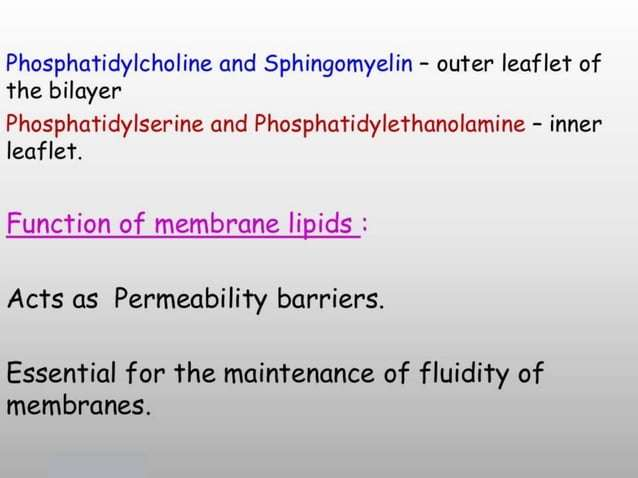 Phosphatidylcholine and Sphingomyelin – outer leaflet of
the bilayer
Phosphatidylserine and Phosphatidylethanolamine – inner
leaflet.
Function of membrane lipids :
Acts as Permeability barriers.
Essential for the maintenance of fluidity of
membranes.